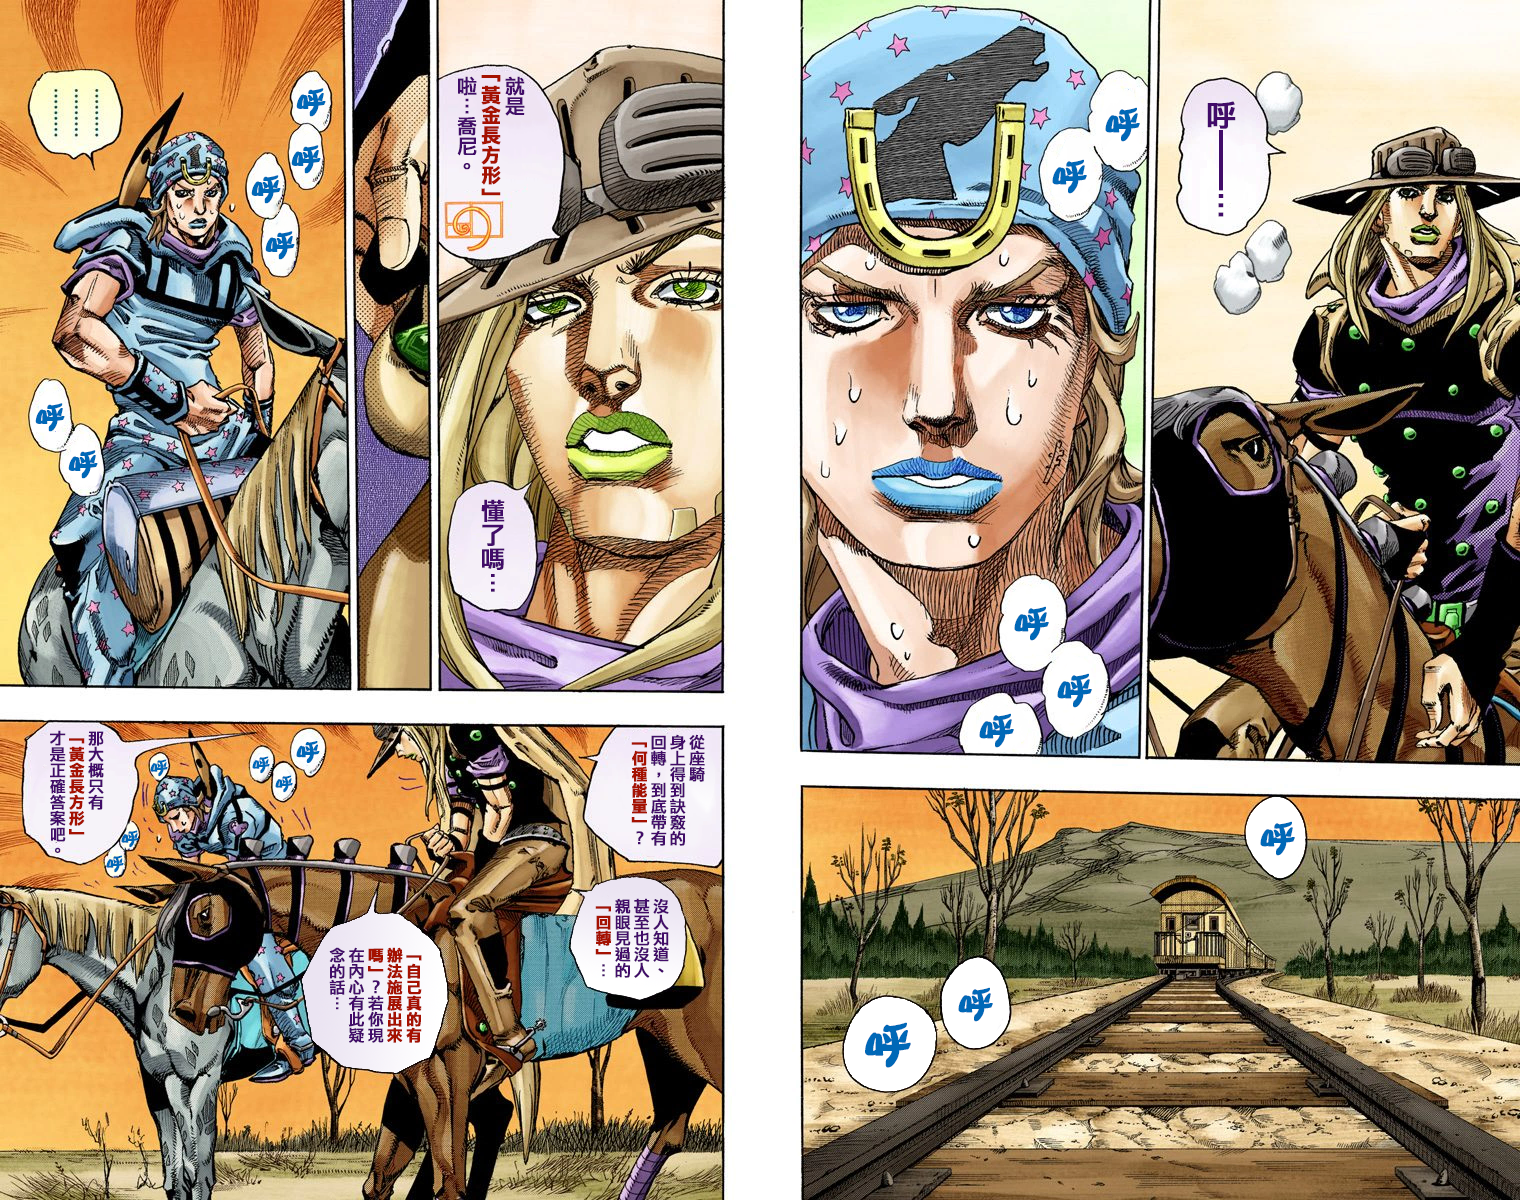 呼——…
呼
呼
呼
呼
呼
呼
呼
呼
就是
「黃金長方形」
啦…喬尼。
懂了嗎…
呼
呼
呼
呼
呼
呼
………
………
從座騎
身上得到訣竅的
回轉，到底帶有
「何種能量」？
沒人知道、
甚至也沒人
親眼見過的
「回轉」…
「自己真的有
辦法施展出來
嗎」？若你現
在內心有此疑
念的話…
呼
呼
呼
呼
呼
呼
那大概只有
「黃金長方形」
才是正確答案吧。